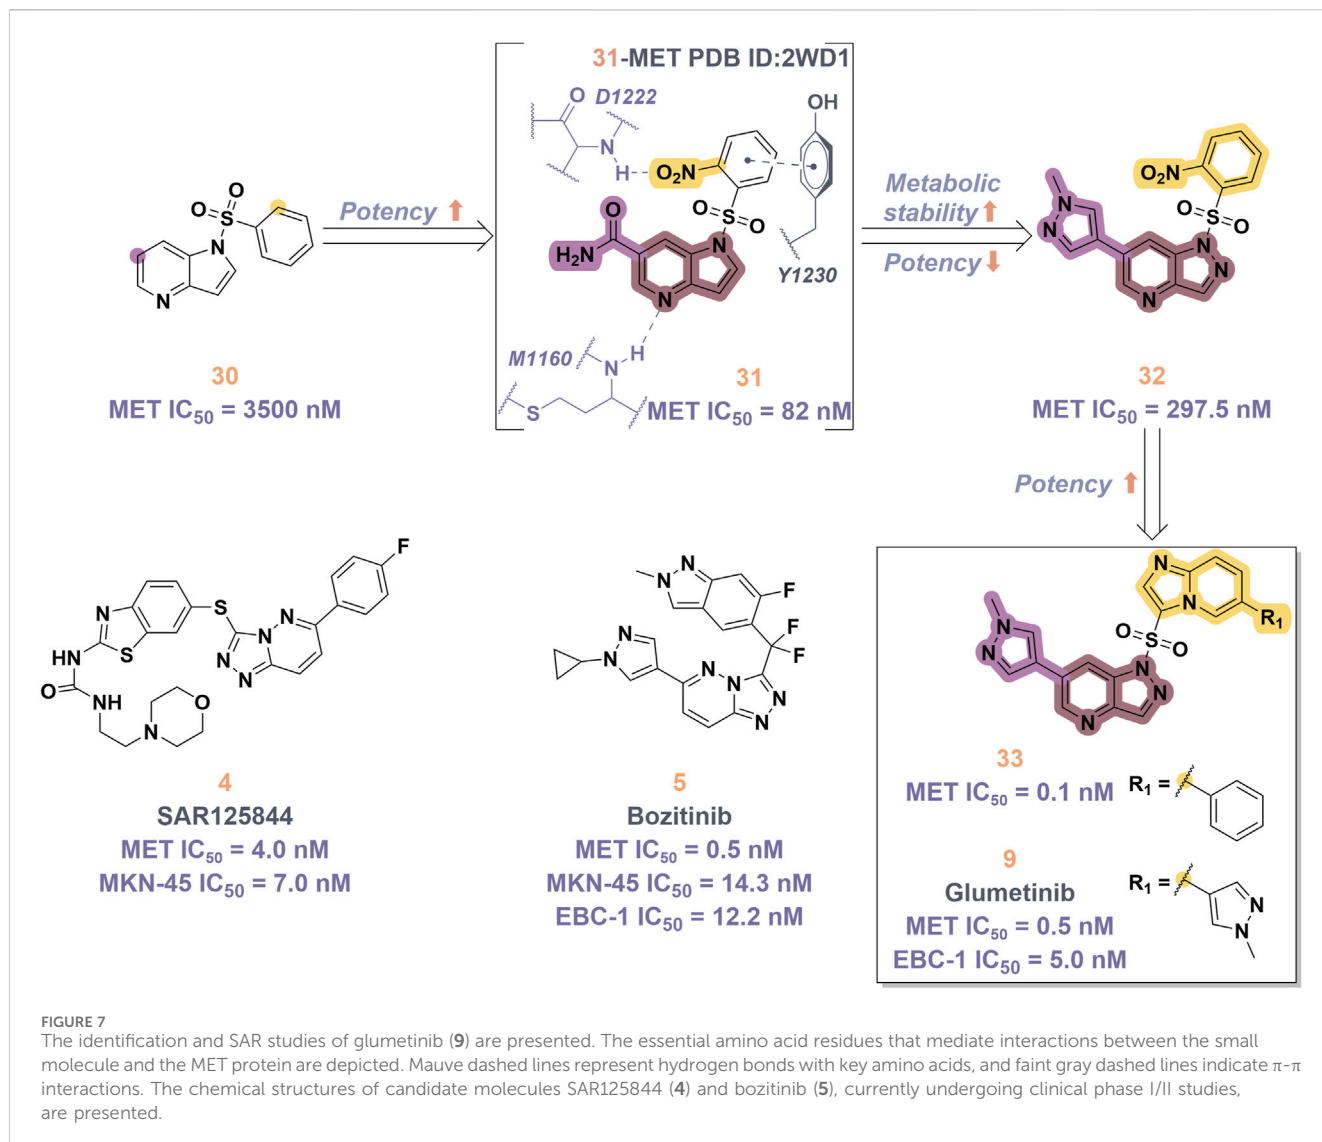 31-MET PDB ID:2WD1
O
D1222
N
H
O₂N
OH
Y1230
O
H₂N
O
S
O
N
N
M1160
H
N
S
31
MET IC₅₀ = 82 nM
O
O
S
N
N
30
MET IC₅₀ = 3500 nM
Potency ⬆
Metabolic
stability ⬆
Potency ⬇
O₂N
O
S
O
N
N
N
N
N
32
MET IC₅₀ = 297.5 nM
Potency ⬆
F
N
S
S
N
N
N
N
NH
O
NH
N
O
4
SAR125844
MET IC₅₀ = 4.0 nM
MKN-45 IC₅₀ = 7.0 nM
N
N
F
F
F
N
N
N
N
N
N
5
Bozitinib
MET IC₅₀ = 0.5 nM
MKN-45 IC₅₀ = 14.3 nM
EBC-1 IC₅₀ = 12.2 nM
N
N
R₁
O
S
O
N
N
N
N
N
33
MET IC₅₀ = 0.1 nM
R₁ =
9
Glumetinib
MET IC₅₀ = 0.5 nM
EBC-1 IC₅₀ = 5.0 nM
R₁ =
N
N
FIGURE 7
The identification and SAR studies of glumetinib (9) are presented. The essential amino acid residues that mediate interactions between the small
molecule and the MET protein are depicted. Mauve dashed lines represent hydrogen bonds with key amino acids, and faint gray dashed lines indicate π-π
interactions. The chemical structures of candidate molecules SAR125844 (4) and bozitinib (5), currently undergoing clinical phase I/II studies,
are presented.